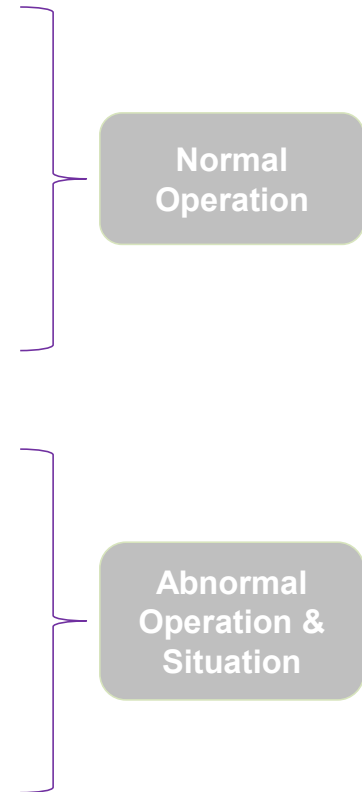 Normal
Operation
Abnormal
Operation &
Situation